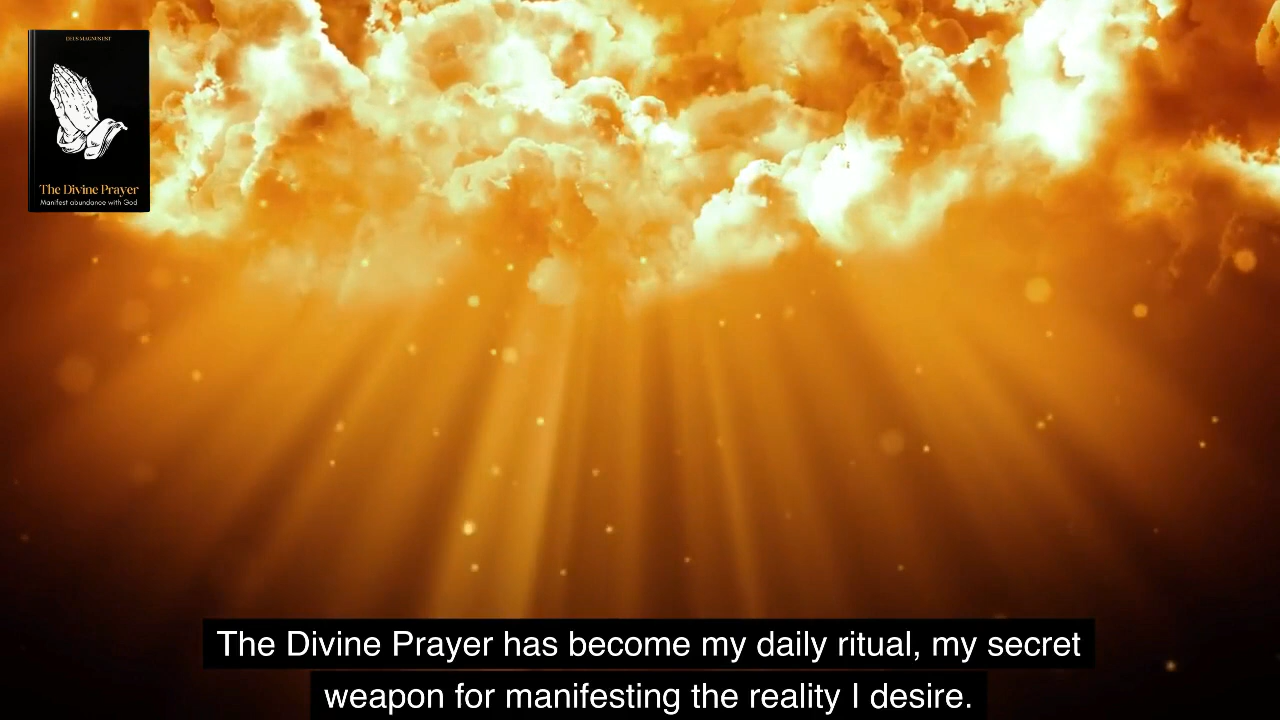 The Divine Prayer
Manifest abundance with God
The Divine Prayer has become my daily ritual, my secret
weapon for manifesting the reality I desire.